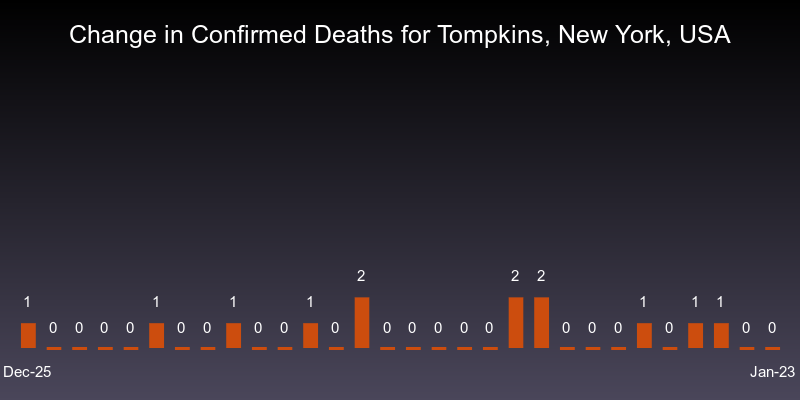 Change in Confirmed Deaths for Tompkins, New York, USA
1 0 0 0 0 1 0 0 1 0 0 1 0 2 0 0 0 0 0 2 2 0 0 0 1 0 1 1 0 0
Dec-25 Jan-23